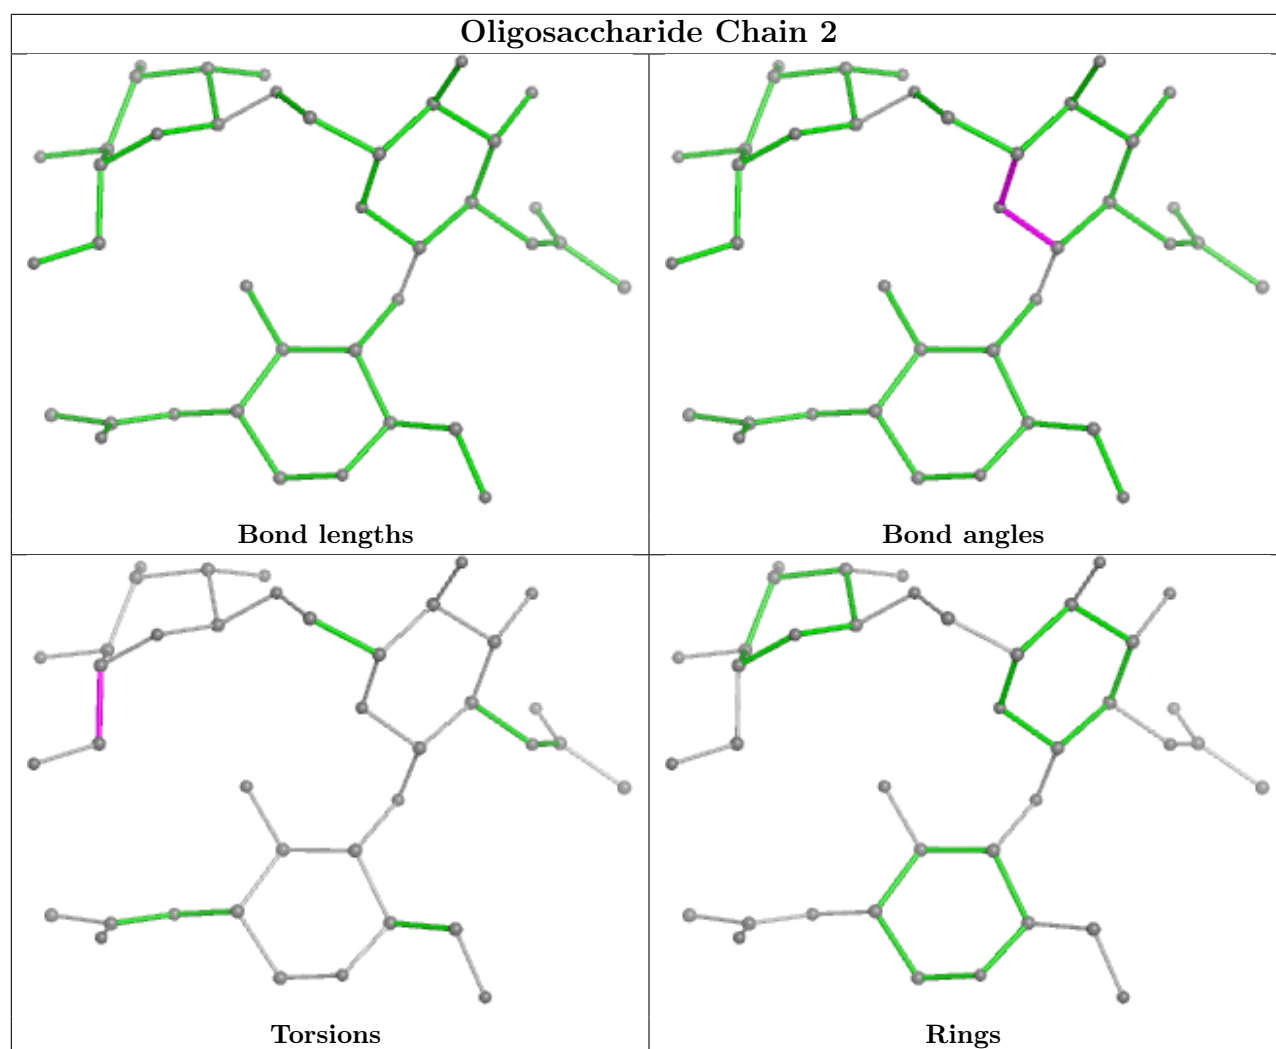 Oligosaccharide Chain 2
Bond lengths
Bond angles
Torsions
Rings